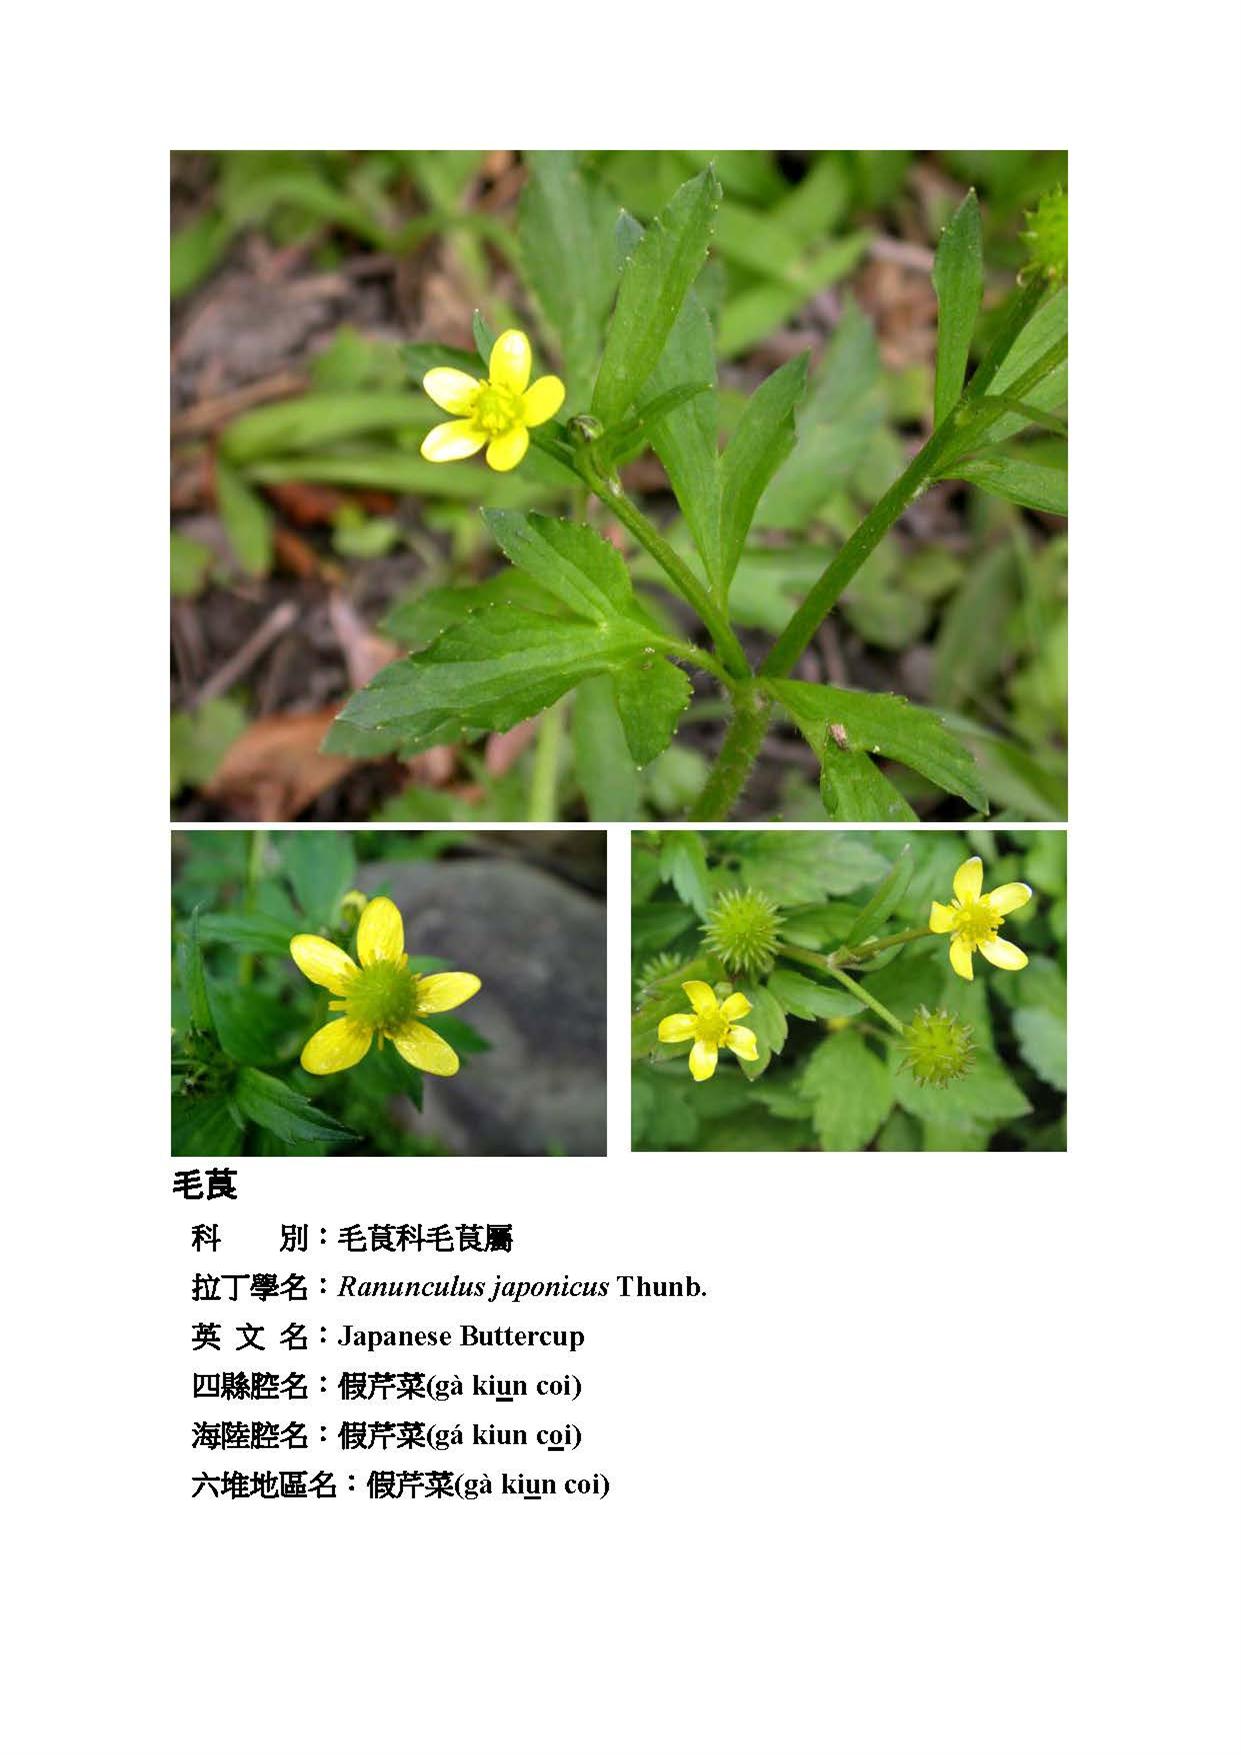 毛茛
科　　別：毛茛科毛茛屬
拉丁學名：Ranunculus japonicus Thunb.
英 文 名：Japanese Buttercup
四縣腔名：假芹菜(gà kiun coi)
海陸腔名：假芹菜(gá kiun coi)
六堆地區名：假芹菜(gà kiun coi)